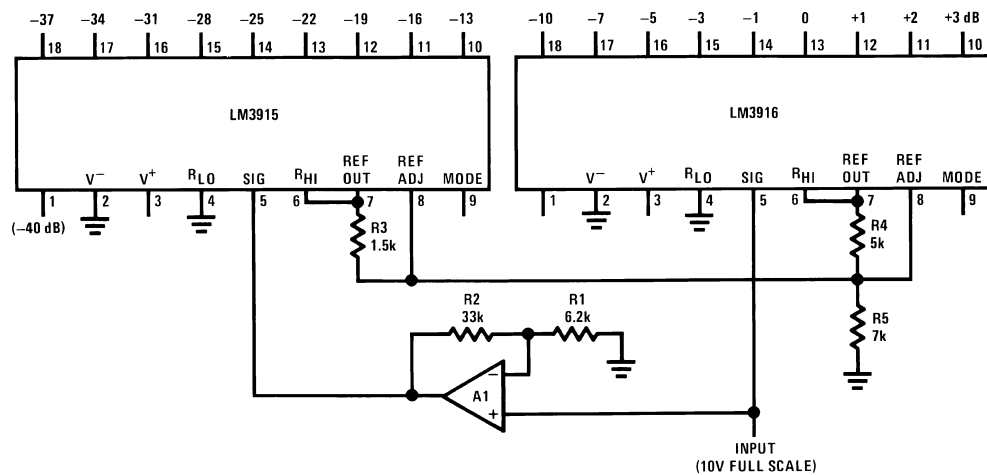 −37 −34 −31 −28 −25 −22 −19 −16 −13 −10 −7 −5 −3 −1 0 +1 +2 +3 dB
18 17 16 15 14 13 12 11 10 18 17 16 15 14 13 12 11 10
LM3915 LM3916
V− V+ RLO SIG RHI REF OUT REF ADJ MODE V− V+ RLO SIG RHI REF OUT REF ADJ MODE
1 2 3 4 5 6 7 8 9 1 2 3 4 5 6 7 8 9
(−40 dB)
R3
1.5k
R4
5k
R2
33k
R1
6.2k
R5
7k
−
A1
+
INPUT
(10V FULL SCALE)